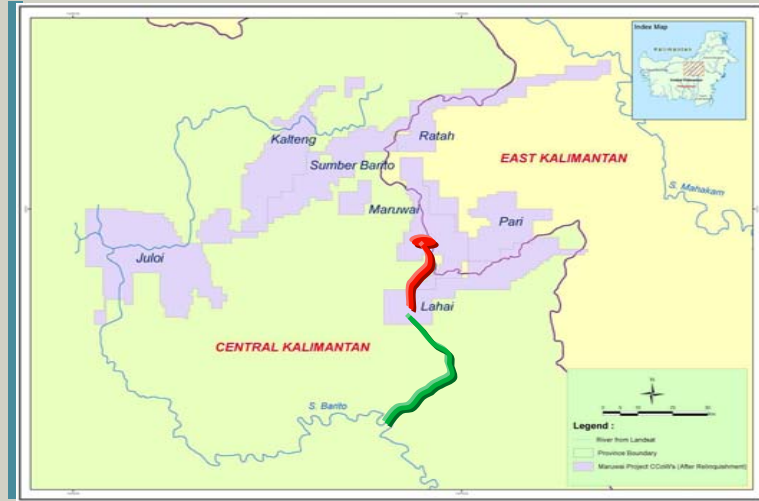 Index Map
Kalteng
Ratah
Sumber Barito
EAST KALIMANTAN
S. Mahakam
Maruwai
Pari
Juloi
Lahai
CENTRAL KALIMANTAN
S. Barito
Legend :
River from Landsat
Province Boundary
Maruwai Project CCoWs (After Relinquishment)